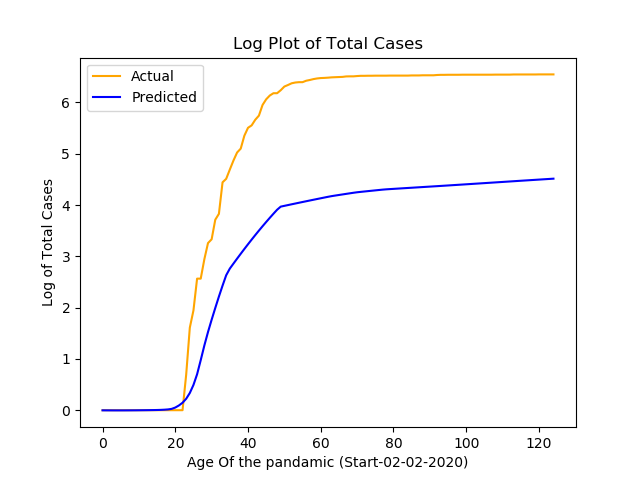 Log Plot of Total Cases
Actual
Predicted
Log of Total Cases
6
5
4
3
2
1
0
0 20 40 60 80 100 120
Age Of the pandamic (Start-02-02-2020)